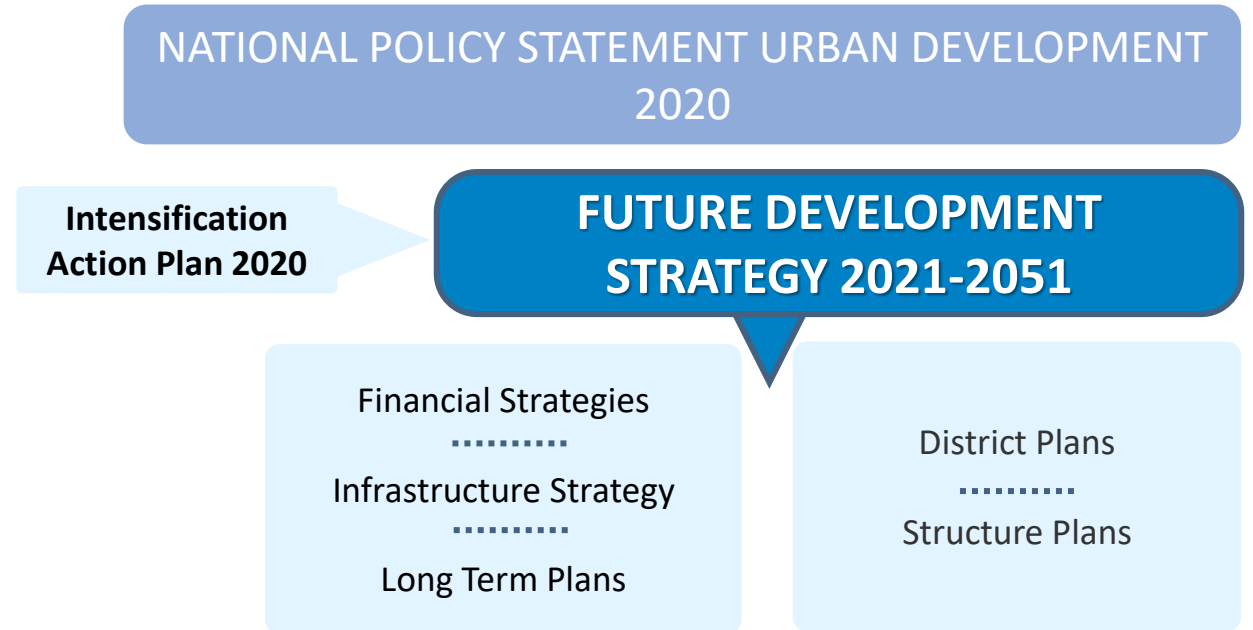 NATIONAL POLICY STATEMENT URBAN DEVELOPMENT
2020
Intensification
Action Plan 2020
FUTURE DEVELOPMENT
STRATEGY 2021-2051
Financial Strategies
Infrastructure Strategy
Long Term Plans
District Plans
Structure Plans